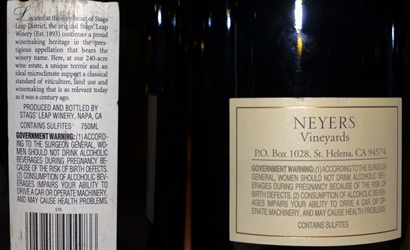 Located at the very heart of Stags
Leap District, the original Stags' Leap
Winery (Est. 1893) continues a proud
winemaking heritage in the pres-
tigious appellation that bears the
winery name. Here, at our 240-acre
wine estate, a unique terroir and an
ideal microclimate support a classical
standard of viticulture, land use and
winemaking that is as relevant today
as it was a century ago.
PRODUCED AND BOTTLED BY
STAGS' LEAP WINERY, NAPA, CA
CONTAINS SULFITES 750ML
GOVERNMENT WARNING: (1) ACCORD-
ING TO THE SURGEON GENERAL, WO-
MEN SHOULD NOT DRINK ALCOHOLIC
BEVERAGES DURING PREGNANCY BE-
CAUSE OF THE RISK OF BIRTH DEFECTS.
(2) CONSUMPTION OF ALCOHOLIC BEV-
ERAGES IMPAIRS YOUR ABILITY TO
DRIVE A CAR OR OPERATE MACHINERY,
AND MAY CAUSE HEALTH PROBLEMS.
NEYERS
Vineyards
P.O. Box 1028, St. Helena, CA 94574
GOVERNMENT WARNING: (1) ACCORDING TO THE SURGEON
GENERAL, WOMEN SHOULD NOT DRINK ALCOHOLIC BEV-
ERAGES DURING PREGNANCY BECAUSE OF THE RISK OF
BIRTH DEFECTS. (2) CONSUMPTION OF ALCOHOLIC BEVER-
AGES IMPAIRS YOUR ABILITY TO DRIVE A CAR OR OP-
ERATE MACHINERY, AND MAY CAUSE HEALTH PROBLEMS.
CONTAINS SULFITES